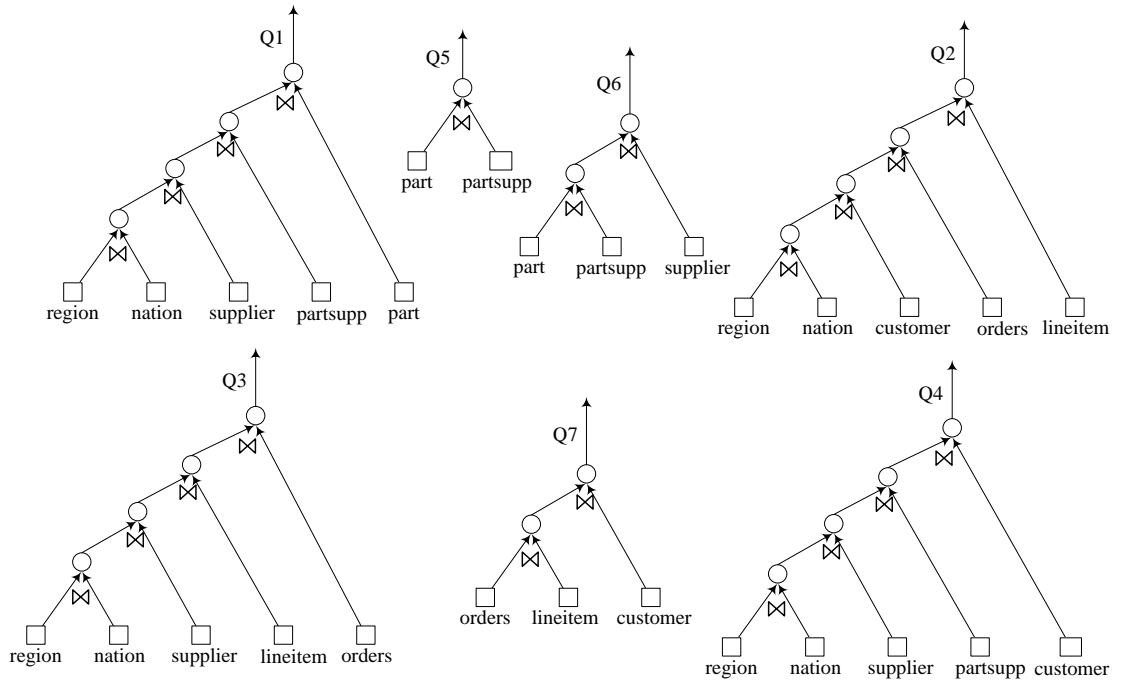 Q1
Q5
Q6
Q2
part partsupp
part partsupp supplier
region nation supplier partsupp part
region nation customer orders lineitem
Q3
Q7
Q4
orders lineitem customer
region nation supplier lineitem orders
region nation supplier partsupp customer